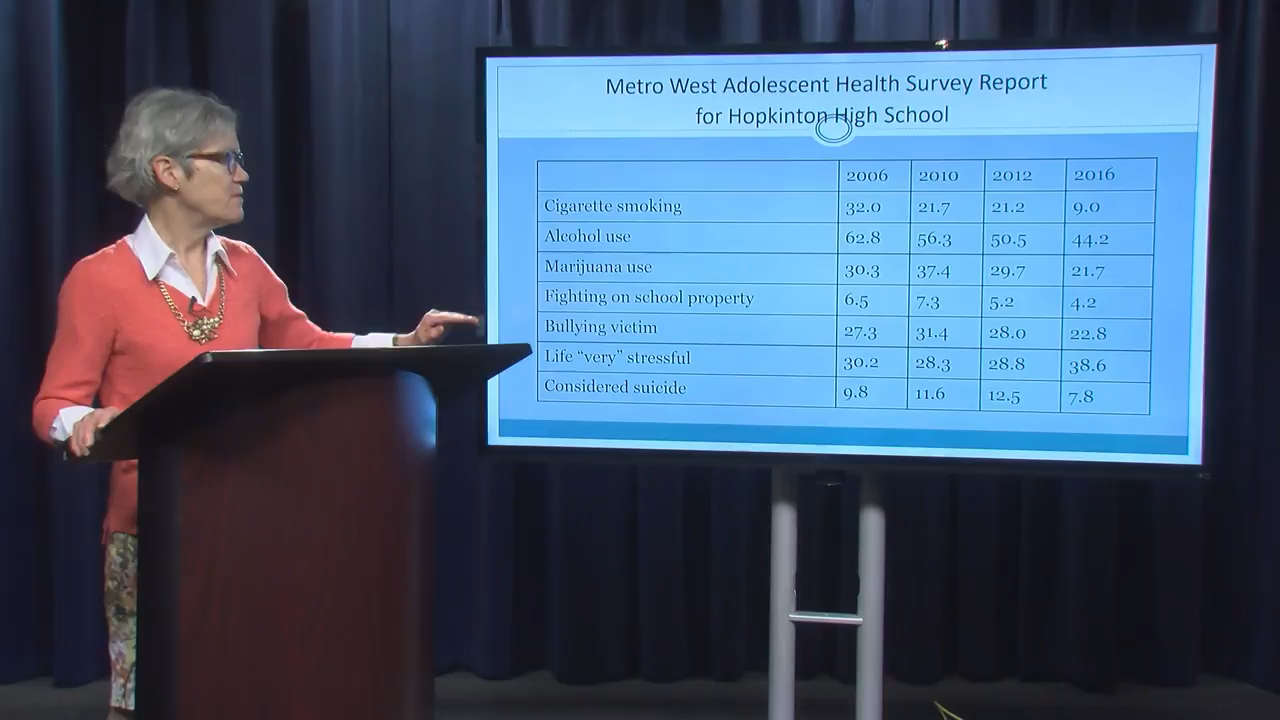 Metro West Adolescent Health Survey Report
for Hopkinton High School
2006 2010 2012 2016
Cigarette smoking 32.0 21.7 21.2 9.0
Alcohol use 62.8 56.3 50.5 44.2
Marijuana use 30.3 37.4 29.7 21.7
Fighting on school property 6.5 7.3 5.2 4.2
Bullying victim 27.3 31.4 28.0 22.8
Life “very” stressful 30.2 28.3 28.8 38.6
Considered suicide 9.8 11.6 12.5 7.8